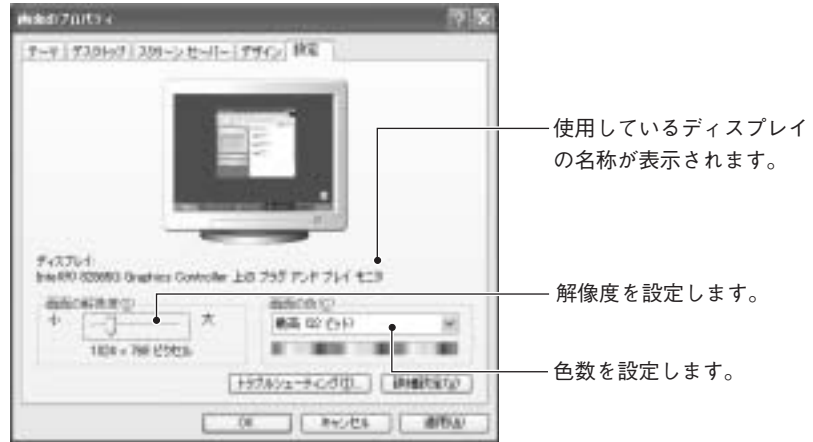 画面のプロパティ
テーマ デスクトップ スクリーン セーバー デザイン 設定
使用しているディスプレイ
の名称が表示されます。
ディスプレイ:
Graphics Controller 上の プラグ アンド プレイ モニタ
画面の解像度
画面の色(C)
小 大
最高 (32 ビット)
解像度を設定します。
1024 × 768 ピクセル
色数を設定します。
トラブルシューティング(T)... 詳細設定(V)
OK キャンセル 適用(A)